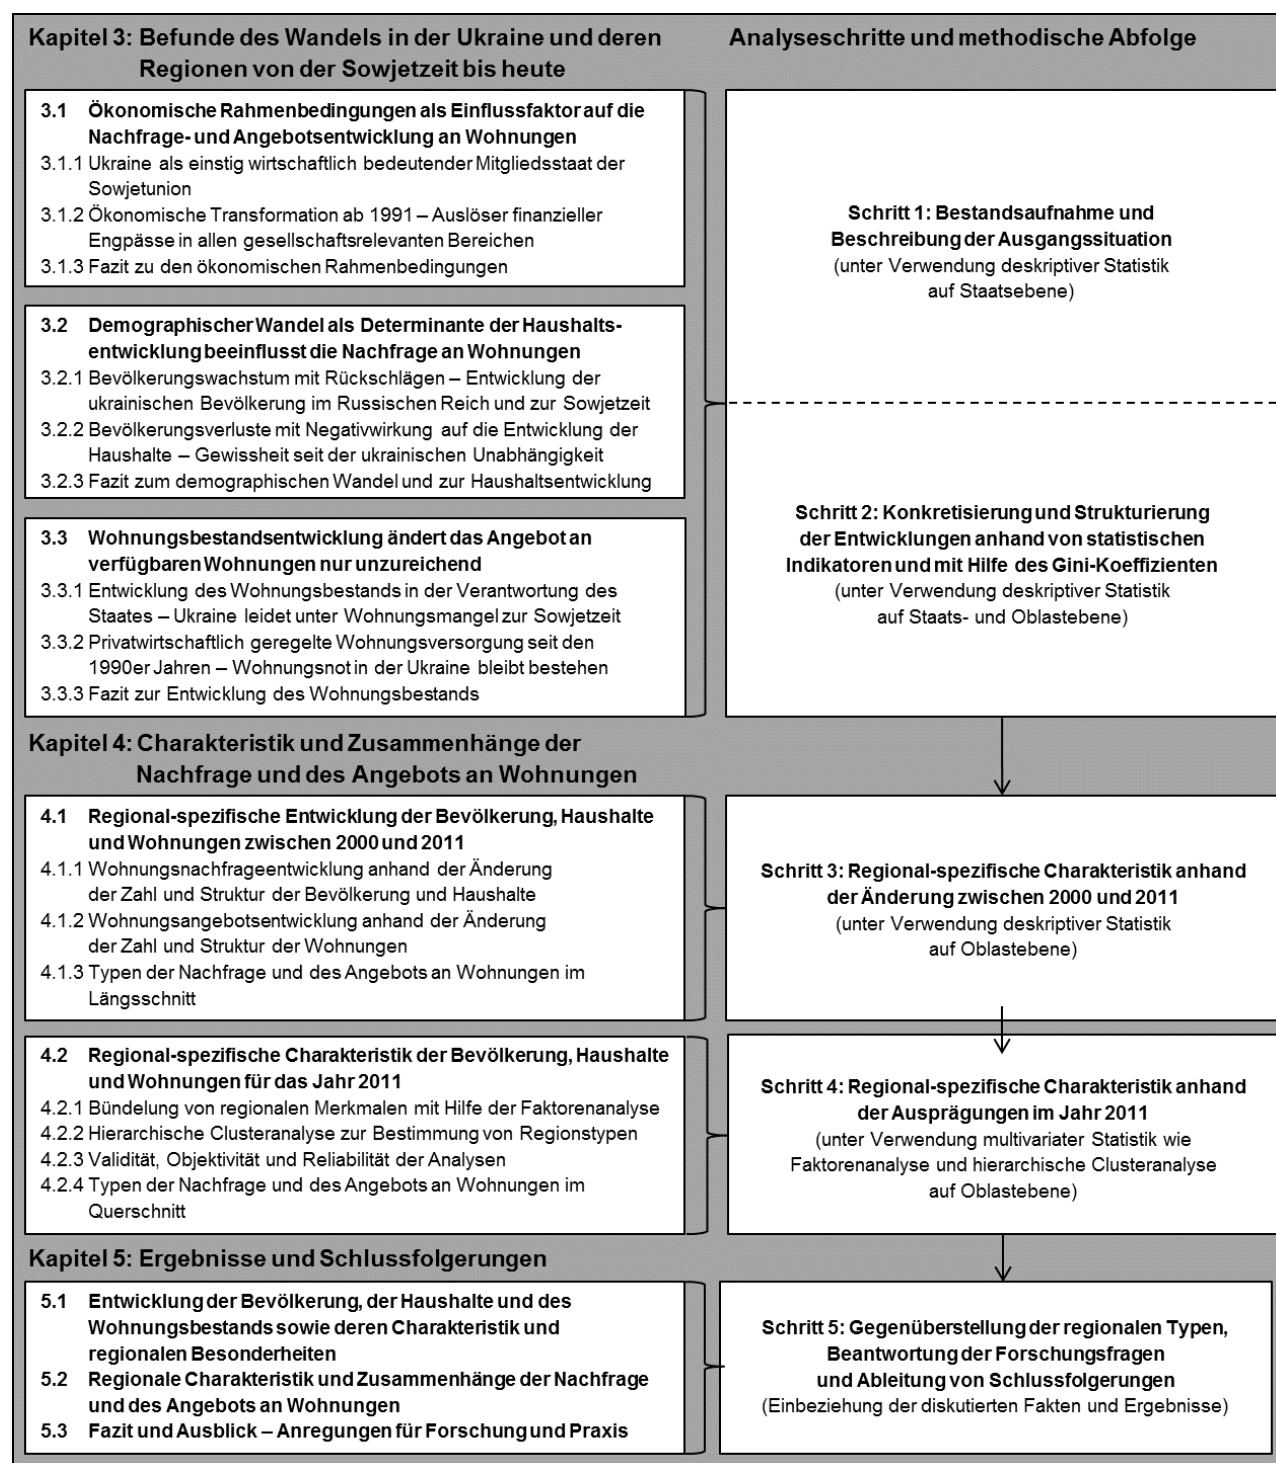 Kapitel 3: Befunde des Wandels in der Ukraine und deren
Regionen von der Sowjetzeit bis heute
Analyseschritte und methodische Abfolge
3.1 Ökonomische Rahmenbedingungen als Einflussfaktor auf die
Nachfrage- und Angebotsentwicklung an Wohnungen
3.1.1 Ukraine als einstig wirtschaftlich bedeutender Mitgliedsstaat der
Sowjetunion
3.1.2 Ökonomische Transformation ab 1991 – Auslöser finanzieller
Engpässe in allen gesellschaftsrelevanten Bereichen
3.1.3 Fazit zu den ökonomischen Rahmenbedingungen
3.2 Demographischer Wandel als Determinante der Haushalts-
entwicklung beeinflusst die Nachfrage an Wohnungen
3.2.1 Bevölkerungswachstum mit Rückschlägen – Entwicklung der
ukrainischen Bevölkerung im Russischen Reich und zur Sowjetzeit
3.2.2 Bevölkerungsverluste mit Negativwirkung auf die Entwicklung der
Haushalte – Gewissheit seit der ukrainischen Unabhängigkeit
3.2.3 Fazit zum demographischen Wandel und zur Haushaltsentwicklung
3.3 Wohnungsbestandsentwicklung ändert das Angebot an
verfügbaren Wohnungen nur unzureichend
3.3.1 Entwicklung des Wohnungsbestands in der Verantwortung des
Staates – Ukraine leidet unter Wohnungsmangel zur Sowjetzeit
3.3.2 Privatwirtschaftlich geregelte Wohnungsversorgung seit den
1990er Jahren – Wohnungsnot in der Ukraine bleibt bestehen
3.3.3 Fazit zur Entwicklung des Wohnungsbestands
Schritt 1: Bestandsaufnahme und
Beschreibung der Ausgangssituation
(unter Verwendung deskriptiver Statistik
auf Staatsebene)
Schritt 2: Konkretisierung und Strukturierung
der Entwicklungen anhand von statistischen
Indikatoren und mit Hilfe des Gini-Koeffizienten
(unter Verwendung deskriptiver Statistik
auf Staats- und Oblastebene)
Kapitel 4: Charakteristik und Zusammenhänge der
Nachfrage und des Angebots an Wohnungen
4.1 Regional-spezifische Entwicklung der Bevölkerung, Haushalte
und Wohnungen zwischen 2000 und 2011
4.1.1 Wohnungsnachfrageentwicklung anhand der Änderung
der Zahl und Struktur der Bevölkerung und Haushalte
4.1.2 Wohnungsangebotsentwicklung anhand der Änderung
der Zahl und Struktur der Wohnungen
4.1.3 Typen der Nachfrage und des Angebots an Wohnungen im
Längsschnitt
Schritt 3: Regional-spezifische Charakteristik anhand
der Änderung zwischen 2000 und 2011
(unter Verwendung deskriptiver Statistik
auf Oblastebene)
4.2 Regional-spezifische Charakteristik der Bevölkerung, Haushalte
und Wohnungen für das Jahr 2011
4.2.1 Bündelung von regionalen Merkmalen mit Hilfe der Faktorenanalyse
4.2.2 Hierarchische Clusteranalyse zur Bestimmung von Regionstypen
4.2.3 Validität, Objektivität und Reliabilität der Analysen
4.2.4 Typen der Nachfrage und des Angebots an Wohnungen im
Querschnitt
Schritt 4: Regional-spezifische Charakteristik anhand
der Ausprägungen im Jahr 2011
(unter Verwendung multivariater Statistik wie
Faktorenanalyse und hierarchische Clusteranalyse
auf Oblastebene)
Kapitel 5: Ergebnisse und Schlussfolgerungen
5.1 Entwicklung der Bevölkerung, der Haushalte und des
Wohnungsbestands sowie deren Charakteristik und
regionalen Besonderheiten
5.2 Regionale Charakteristik und Zusammenhänge der Nachfrage
und des Angebots an Wohnungen
5.3 Fazit und Ausblick – Anregungen für Forschung und Praxis
Schritt 5: Gegenüberstellung der regionalen Typen,
Beantwortung der Forschungsfragen
und Ableitung von Schlussfolgerungen
(Einbeziehung der diskutierten Fakten und Ergebnisse)